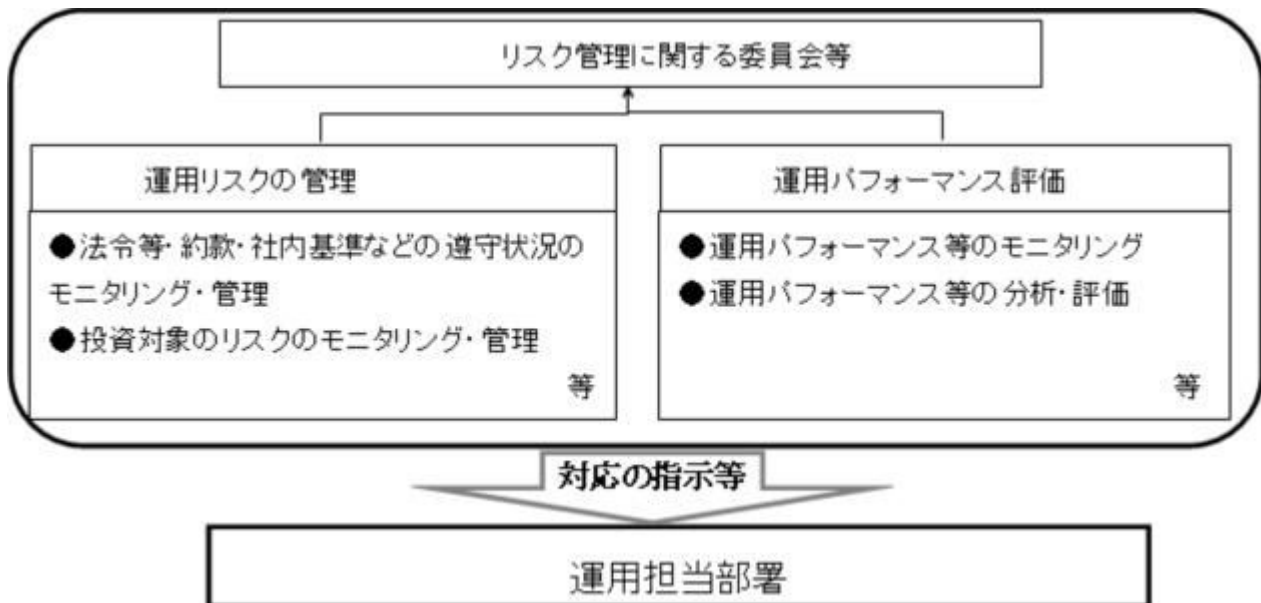 リスク管理に関する委員会等
運用リスクの管理
●法令等・約款・社内基準などの遵守状況の
モニタリング・管理
●投資対象のリスクのモニタリング・管理
等
運用パフォーマンス評価
●運用パフォーマンス等のモニタリング
●運用パフォーマンス等の分析・評価
等
対応の指示等
運用担当部署